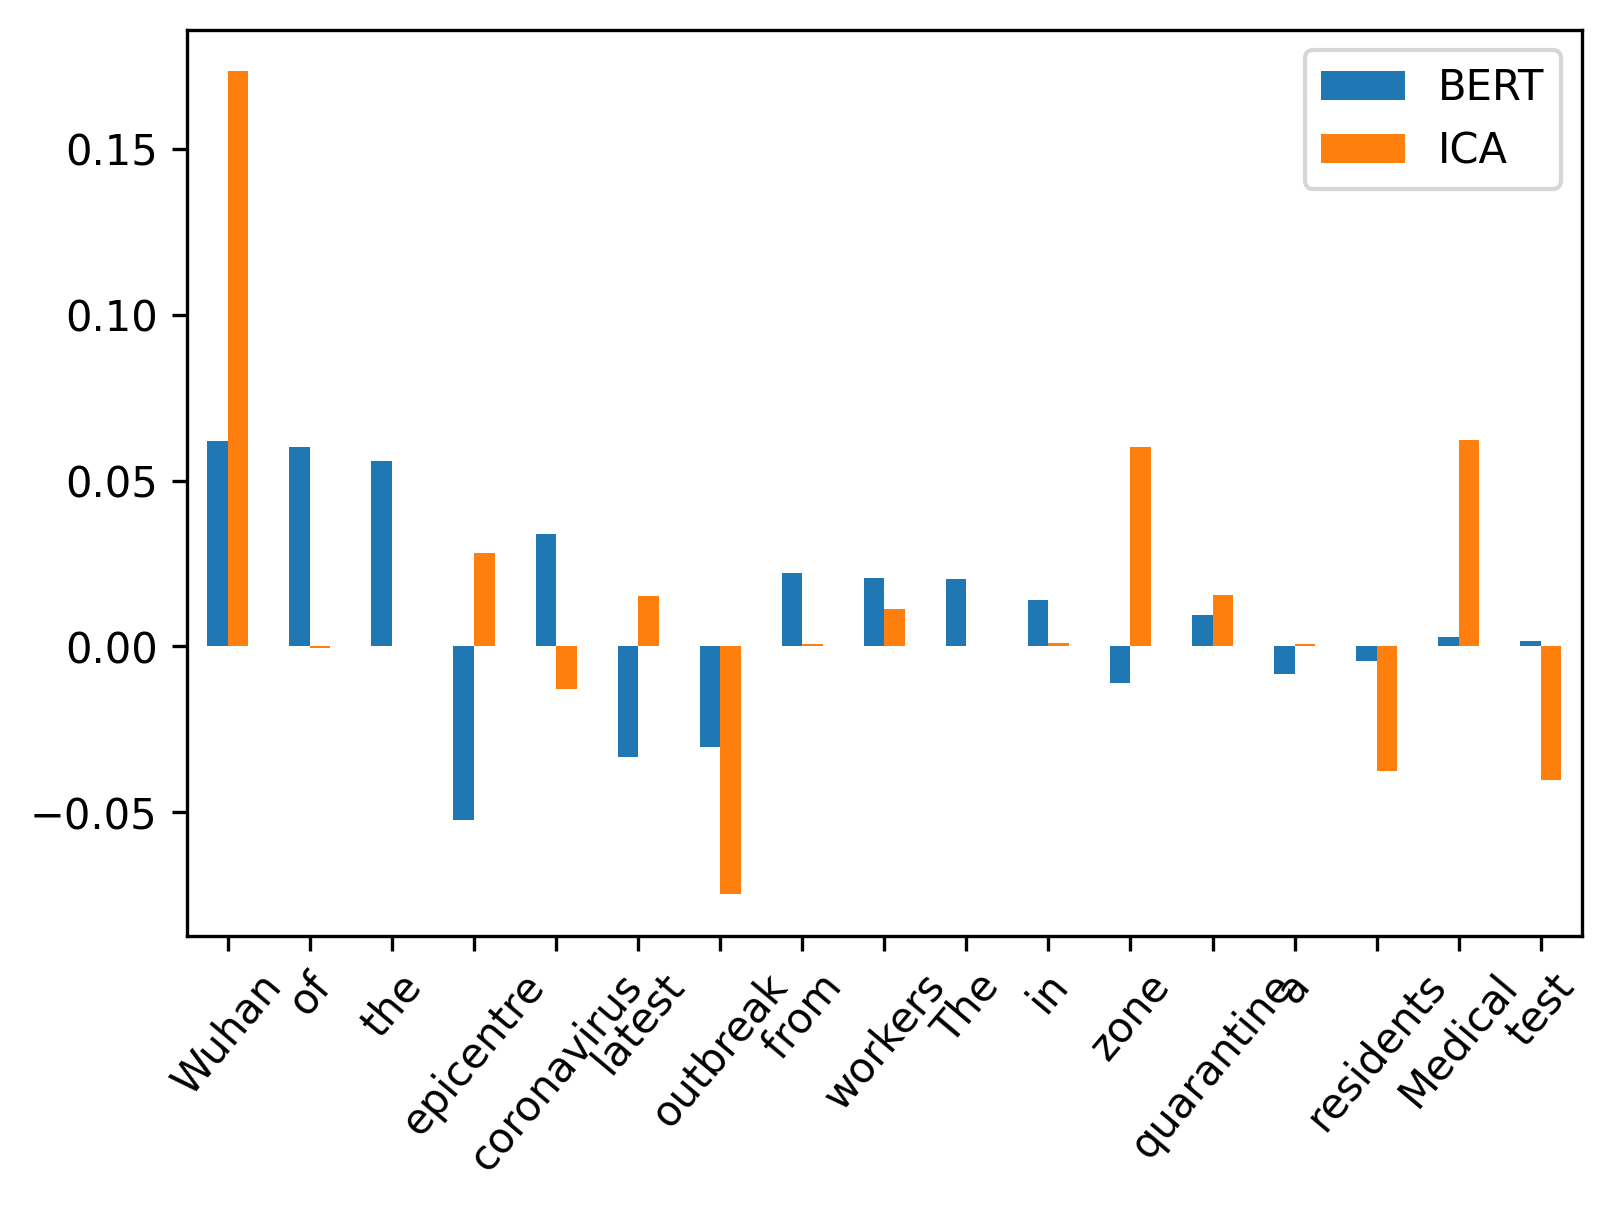 BERT
ICA
0.15
0.10
0.05
0.00
−0.05
Wuhan
of
the
epicentre
coronavirus
latest
outbreak
from
workers
The
in
zone
quarantine
a
residents
Medical
test